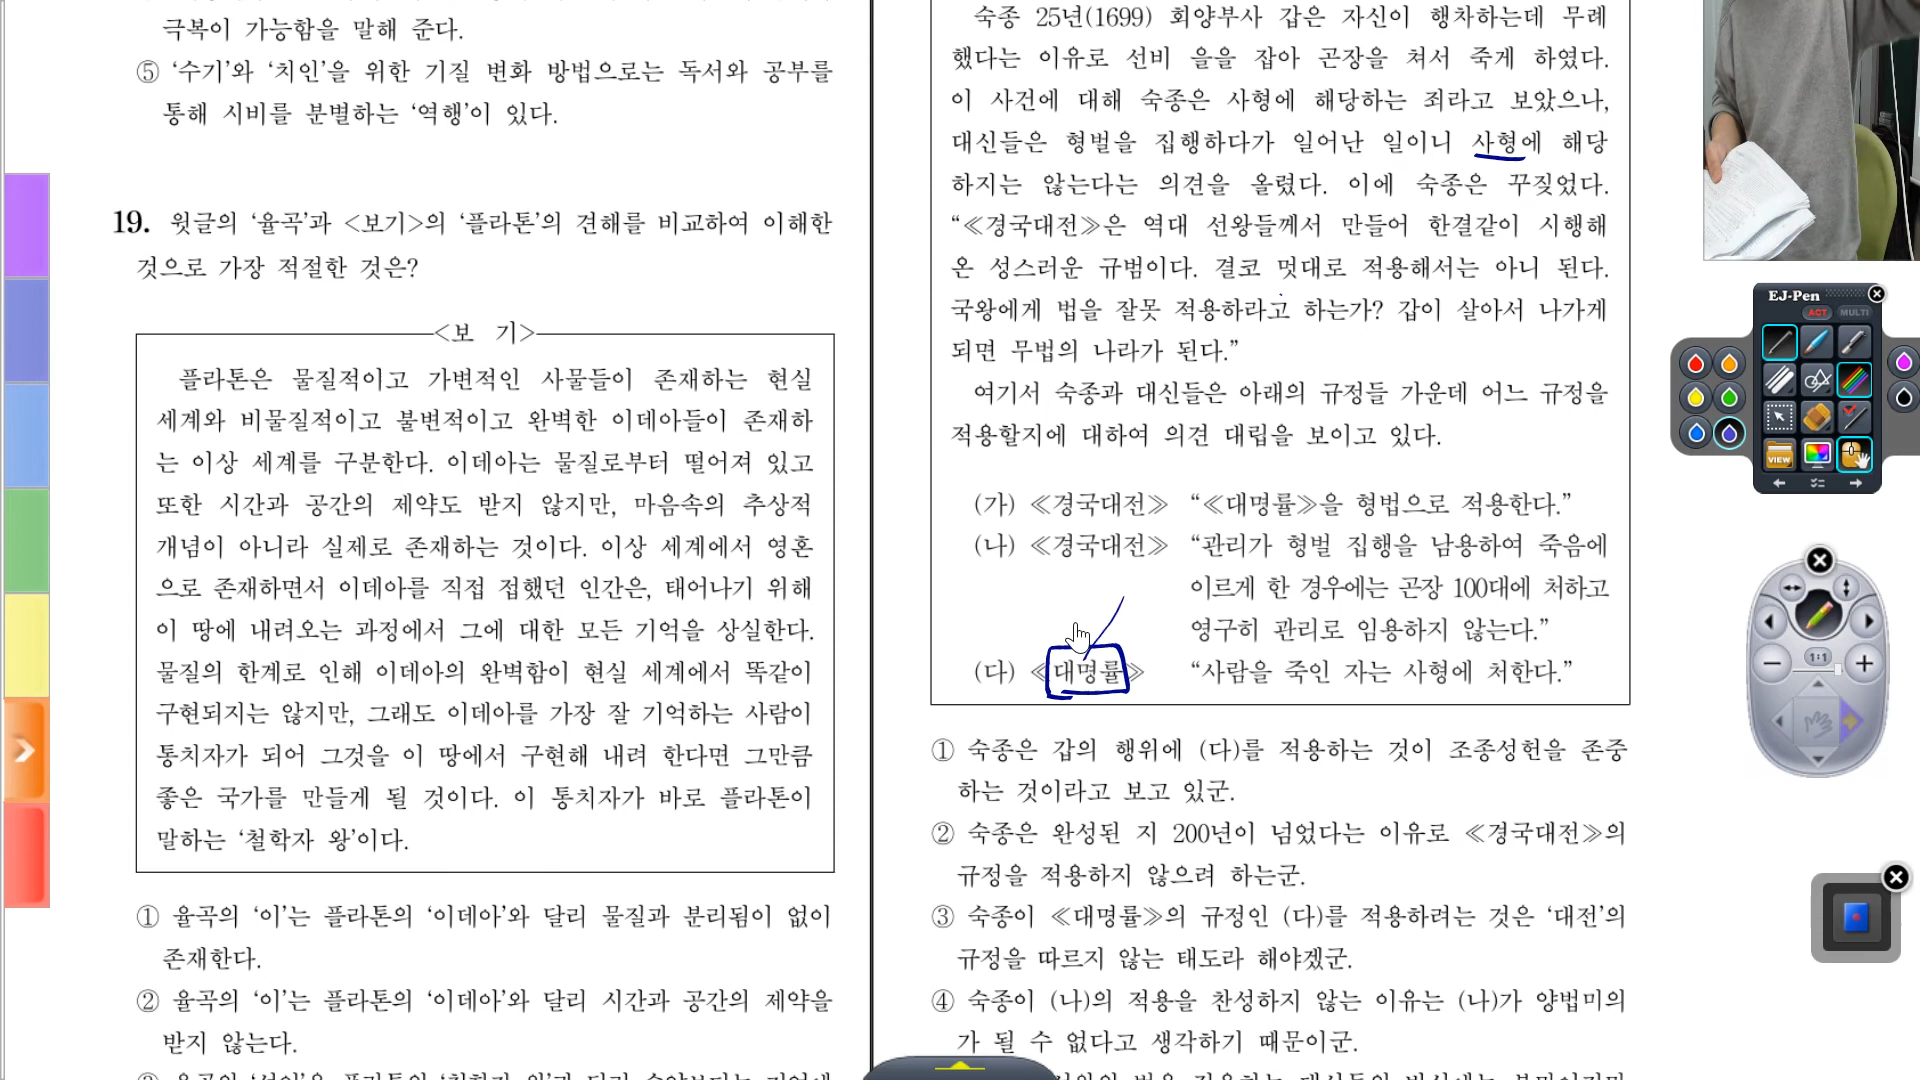 극복이 가능함을 말해 준다.
⑤ ‘수기’와 ‘치인’을 위한 기질 변화 방법으로는 독서와 공부를
통해 시비를 분별하는 ‘역행’이 있다.
19. 윗글의 ‘율곡’과 <보기>의 ‘플라톤’의 견해를 비교하여 이해한
것으로 가장 적절한 것은?
<보 기>
플라톤은 물질적이고 가변적인 사물들이 존재하는 현실
세계와 비물질적이고 불변적이고 완벽한 이데아들이 존재하
는 이상 세계를 구분한다. 이데아는 물질로부터 떨어져 있고
또한 시간과 공간의 제약도 받지 않지만, 마음속의 추상적
개념이 아니라 실제로 존재하는 것이다. 이상 세계에서 영혼
으로 존재하면서 이데아를 직접 접했던 인간은, 태어나기 위해
이 땅에 내려오는 과정에서 그에 대한 모든 기억을 상실한다.
물질의 한계로 인해 이데아의 완벽함이 현실 세계에서 똑같이
구현되지는 않지만, 그래도 이데아를 가장 잘 기억하는 사람이
통치자가 되어 그것을 이 땅에서 구현해 내려 한다면 그만큼
좋은 국가를 만들게 될 것이다. 이 통치자가 바로 플라톤이
말하는 ‘철학자 왕’이다.
① 율곡의 ‘이’는 플라톤의 ‘이데아’와 달리 물질과 분리됨이 없이
존재한다.
② 율곡의 ‘이’는 플라톤의 ‘이데아’와 달리 시간과 공간의 제약을
받지 않는다.
숙종 25년(1699) 회양부사 갑은 자신이 행차하는데 무례
했다는 이유로 선비 을을 잡아 곤장을 쳐서 죽게 하였다.
이 사건에 대해 숙종은 사형에 해당하는 죄라고 보았으나,
대신들은 형벌을 집행하다가 일어난 일이니 사형에 해당
하지는 않는다는 의견을 올렸다. 이에 숙종은 꾸짖었다.
“≪경국대전≫은 역대 선왕들께서 만들어 한결같이 시행해
온 성스러운 규범이다. 결코 멋대로 적용해서는 아니 된다.
국왕에게 법을 잘못 적용하라고 하는가? 갑이 살아서 나가게
되면 무법의 나라가 된다.”
여기서 숙종과 대신들은 아래의 규정들 가운데 어느 규정을
적용할지에 대하여 의견 대립을 보이고 있다.
(가) ≪경국대전≫ “≪대명률≫을 형법으로 적용한다.”
(나) ≪경국대전≫ “관리가 형벌 집행을 남용하여 죽음에
이르게 한 경우에는 곤장 100대에 처하고
영구히 관리로 임용하지 않는다.”
(다) ≪대명률≫ “사람을 죽인 자는 사형에 처한다.”
① 숙종은 갑의 행위에 (다)를 적용하는 것이 조종성헌을 존중
하는 것이라고 보고 있군.
② 숙종은 완성된 지 200년이 넘었다는 이유로 ≪경국대전≫의
규정을 적용하지 않으려 하는군.
③ 숙종이 ≪대명률≫의 규정인 (다)를 적용하려는 것은 ‘대전’의
규정을 따르지 않는 태도라 해야겠군.
④ 숙종이 (나)의 적용을 찬성하지 않는 이유는 (나)가 양법미의
가 될 수 없다고 생각하기 때문이군.
EJ-Pen
ACT MULTI
VIEW
1:1